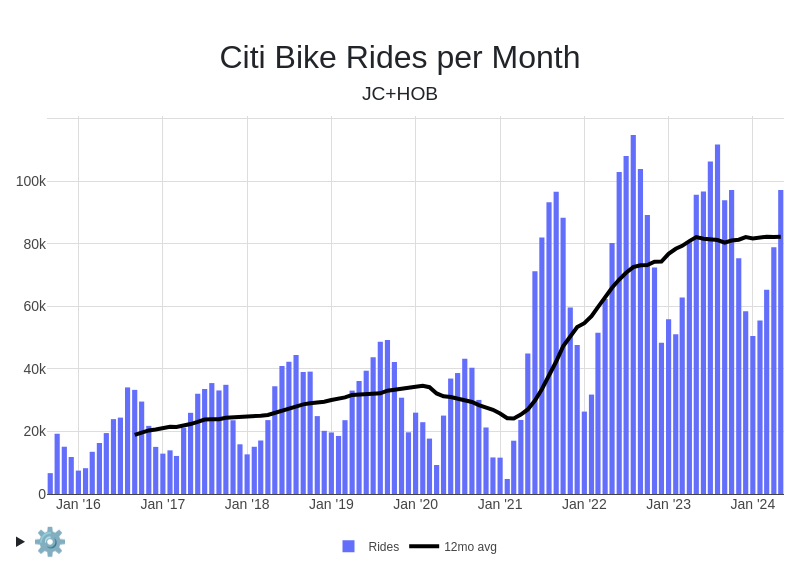 Citi Bike Rides per Month
JC+HOB
100k
80k
60k
40k
20k
0
Jan '16 Jan '17 Jan '18 Jan '19 Jan '20 Jan '21 Jan '22 Jan '23 Jan '24
Rides 12mo avg